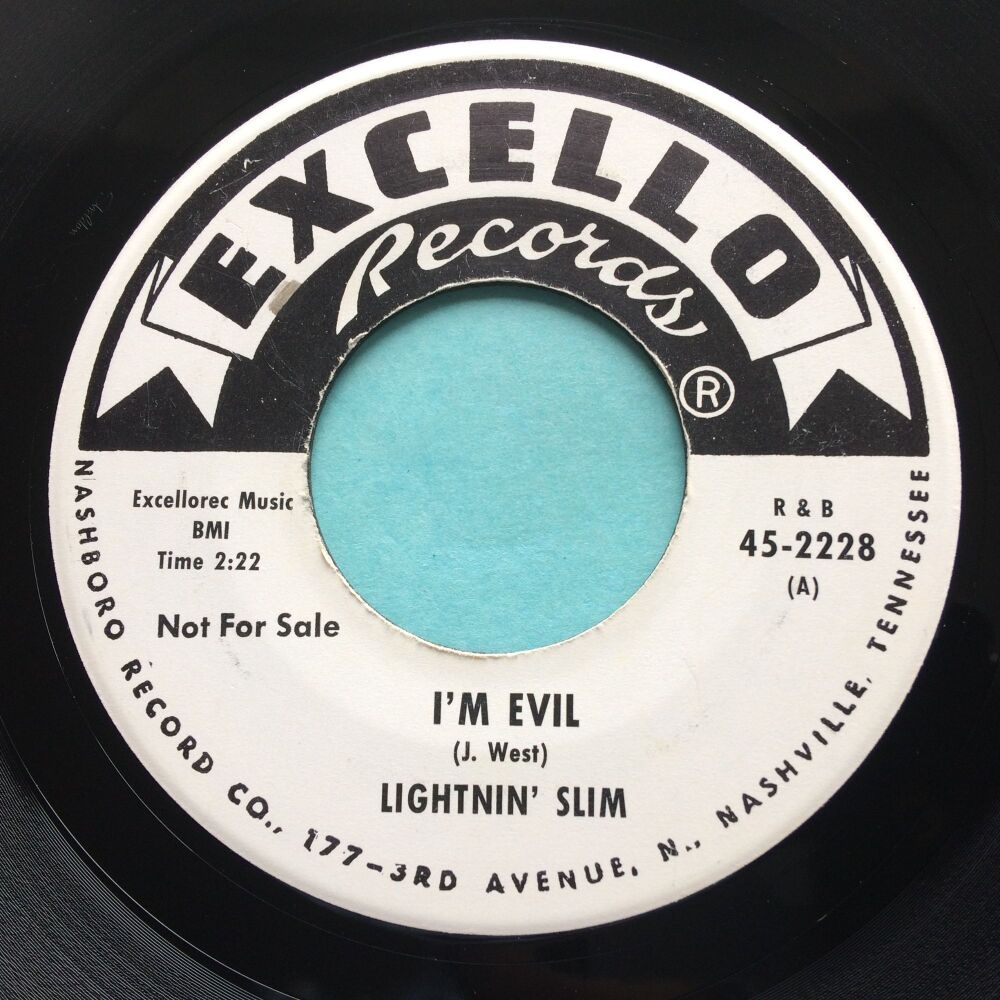 EXCELLO
Records
®
Excellorec Music
BMI
Time 2:22
Not For Sale
R & B
45-2228
(A)
I'M EVIL
(J. West)
LIGHTNIN' SLIM
NASHBORO RECORD CO., 177-3RD AVENUE, N., NASHVILLE, TENNESSEE